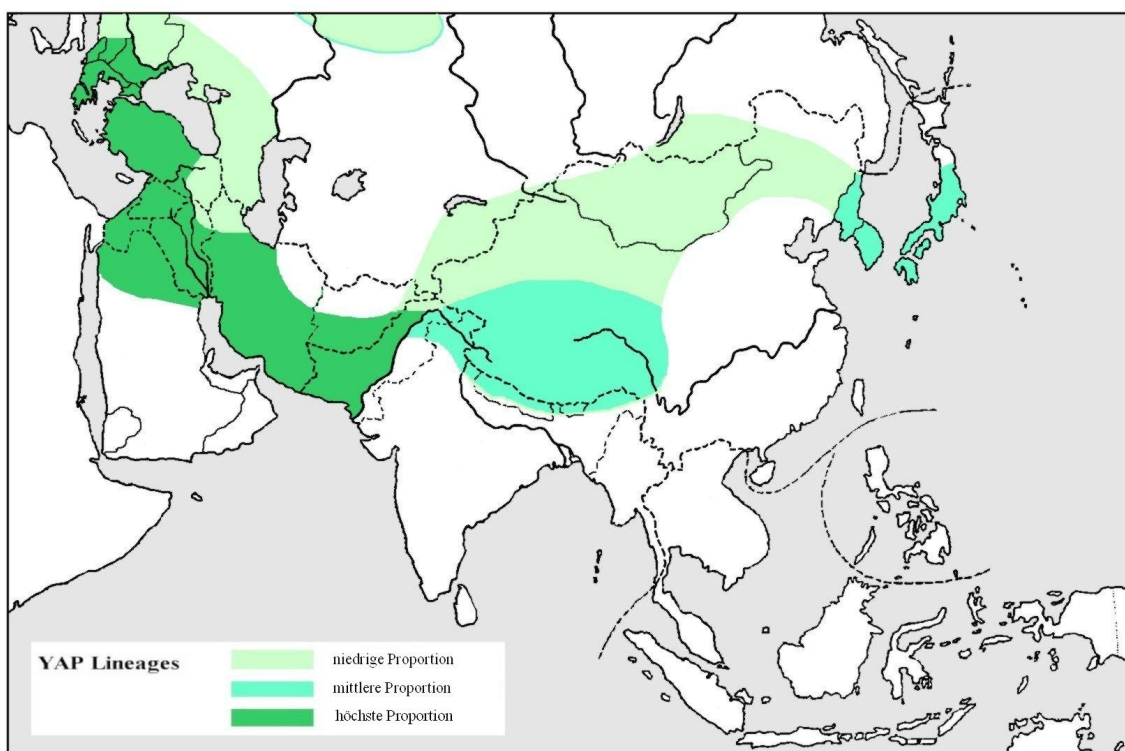 YAP Lineages
niedrige Proportion
mittlere Proportion
höchste Proportion